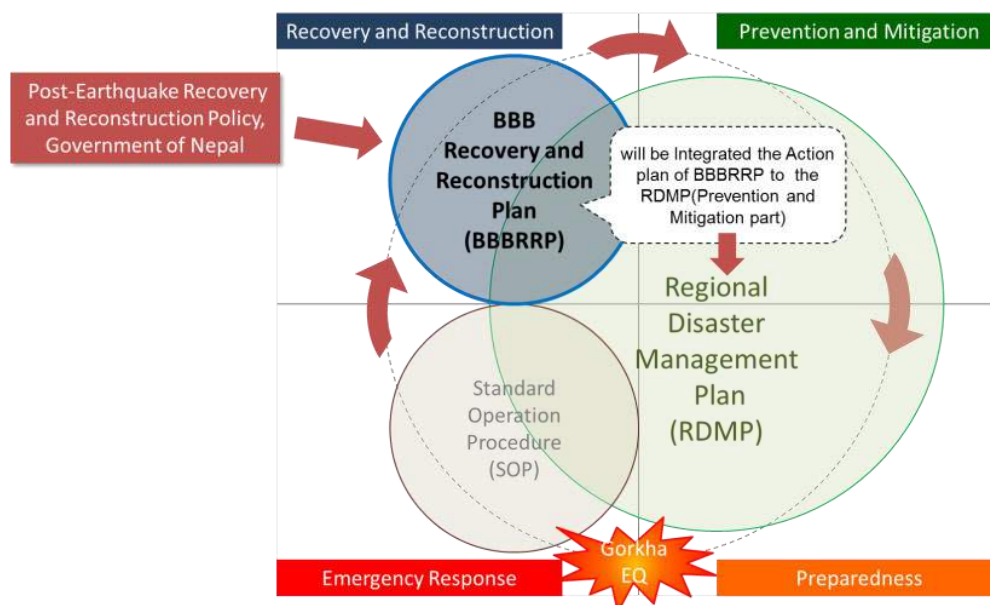 Recovery and Reconstruction
Prevention and Mitigation
Post-Earthquake Recovery
and Reconstruction Policy,
Government of Nepal
BBB
Recovery and
Reconstruction
Plan
(BBBRRP)
will be Integrated the Action
plan of BBBRRP to the
RDMP(Prevention and
Mitigation part)
Regional
Disaster
Management
Plan
(RDMP)
Standard
Operation
Procedure
(SOP)
Gorkha
EQ
Emergency Response
Preparedness